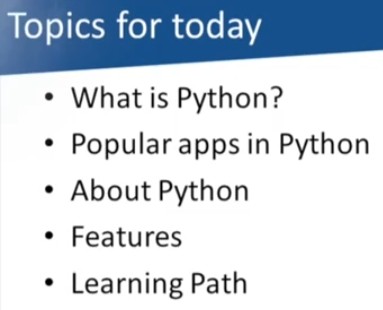 Topics for today
• What is Python?
• Popular apps in Python
• About Python
• Features
• Learning Path